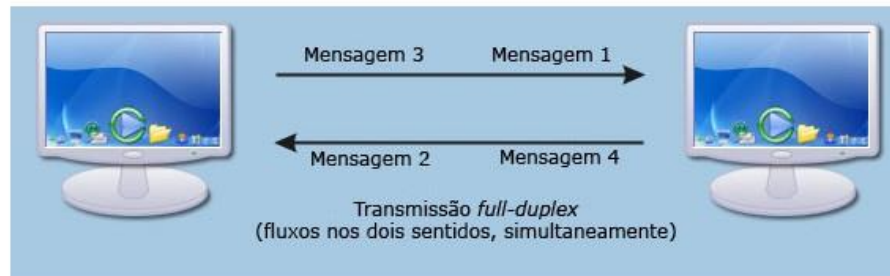 Mensagem 3 Mensagem 1
Mensagem 2 Mensagem 4
Transmissão full-duplex
(fluxos nos dois sentidos, simultaneamente)